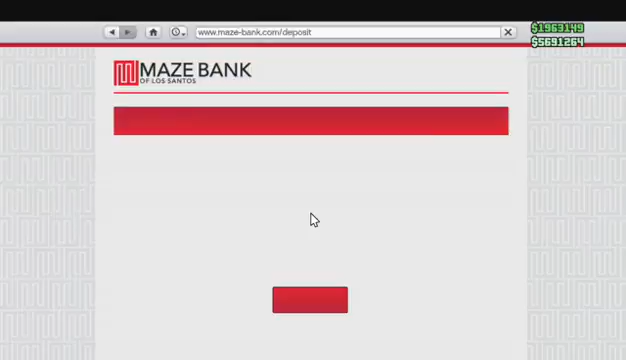 www.maze-bank.com/deposit
$1963149
$5691264
MAZE BANK
OF LOS SANTOS